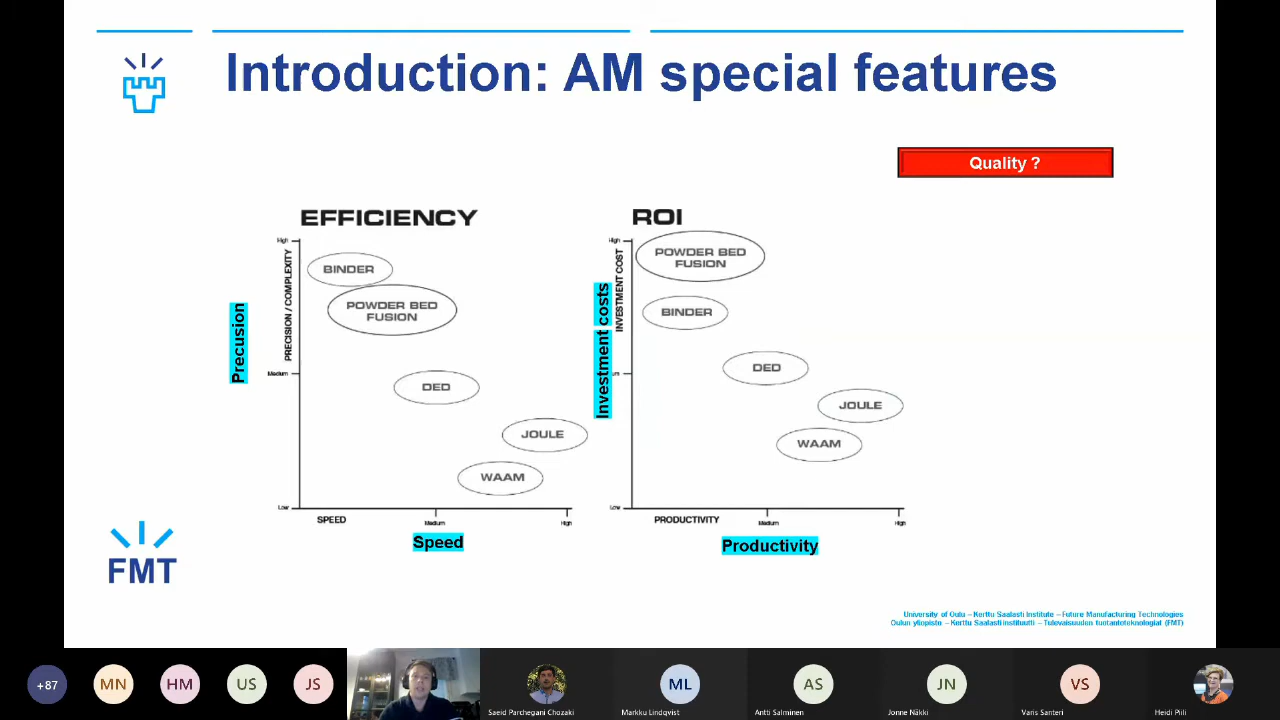 Introduction: AM special features
Quality ?
EFFICIENCY
High
PRECISION / COMPLEXITY
Precusion
BINDER
POWDER BED
FUSION
Medium
DED
JOULE
WAAM
Low
SPEED
Medium
High
Speed
ROI
High
INVESTMENT COST
Investment costs
POWDER BED
FUSION
BINDER
DED
JOULE
WAAM
Low
PRODUCTIVITY
Medium
High
Productivity
FMT
University of Oulu – Kerttu Saalasti Institute – Future Manufacturing Technologies
Oulun yliopisto – Kerttu Saalasti instituutti – Tulevaisuuden tuotantoteknologiat (FMT)
+87
MN
HM
US
JS
Saeid Parchegani Chozaki
ML
Markku Lindqvist
AS
Antti Salminen
JN
Jonne Näkki
VS
Varis Santeri
Heidi Piili